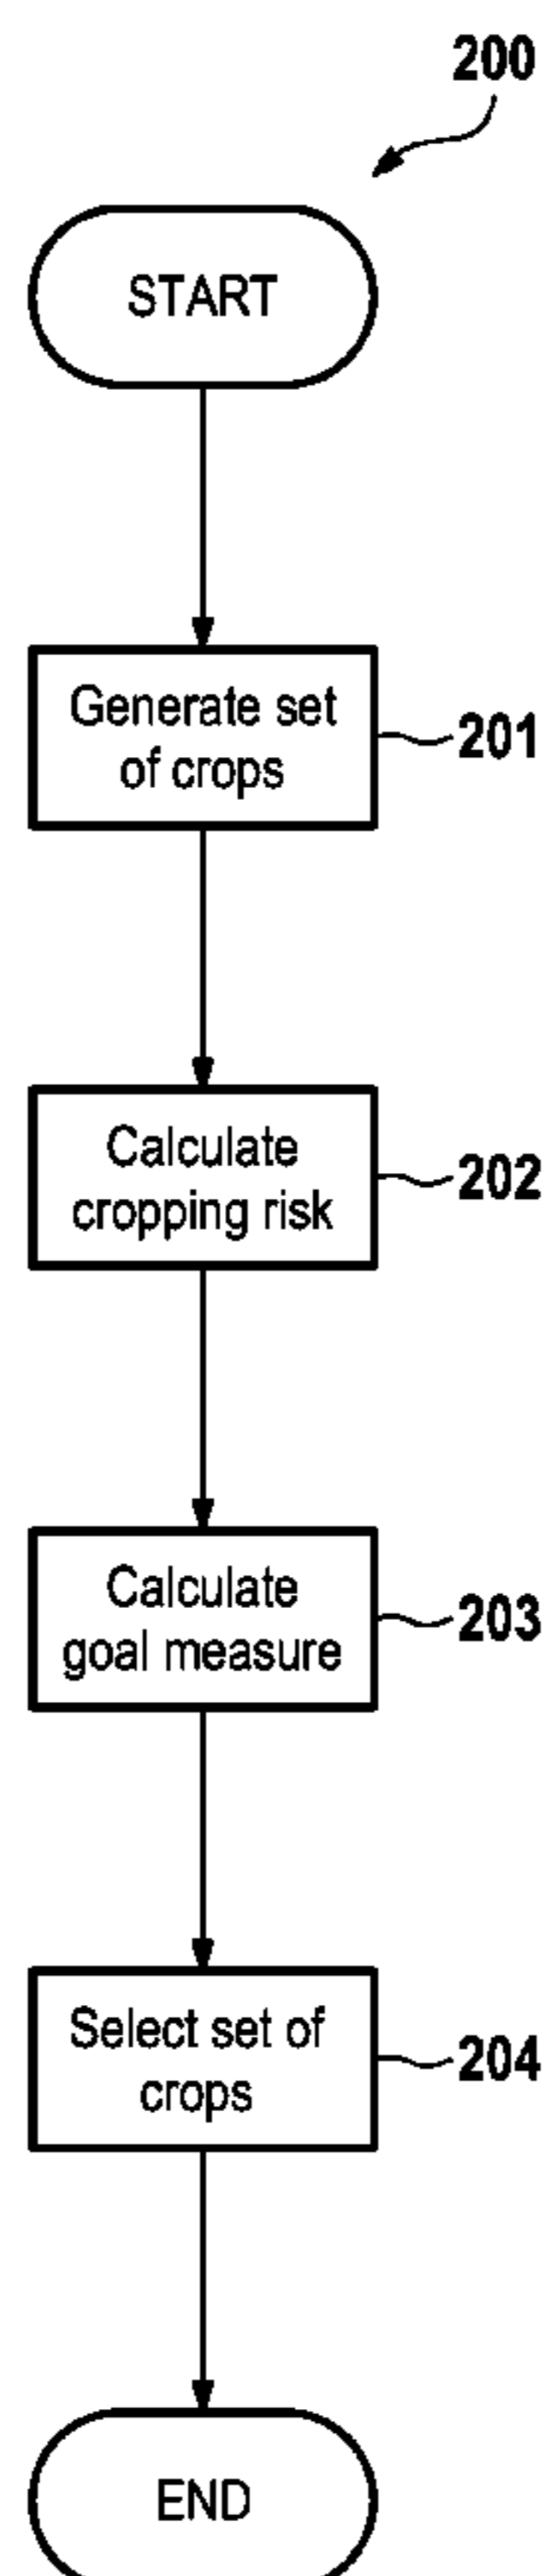 200
START
Generate set
of crops
201
Calculate
cropping risk
202
Calculate
goal measure
203
Select set of
crops
204
END